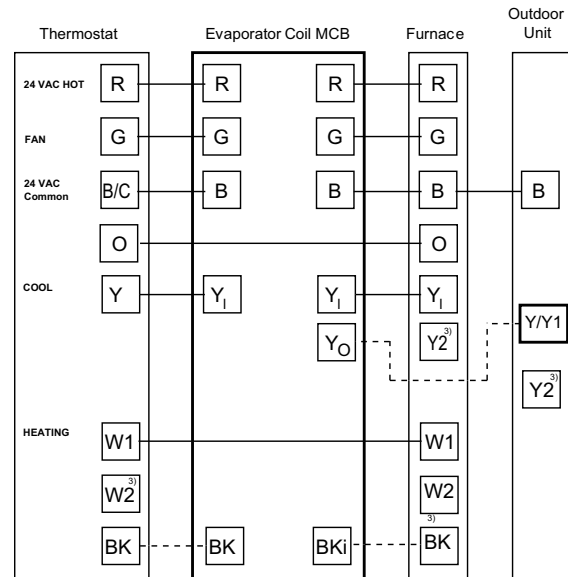 Outdoor
Thermostat Evaporator Coil MCB Furnace Unit
24 VAC HOT R R R R
FAN G G G G
24 VAC
Common B/C B B B B
O O
COOL Y YI YI YI
YO Y2 3) Y/Y1
Y2 3)
HEATING
W1 W1
W2 3) W2
3)
BK BK BKi BK